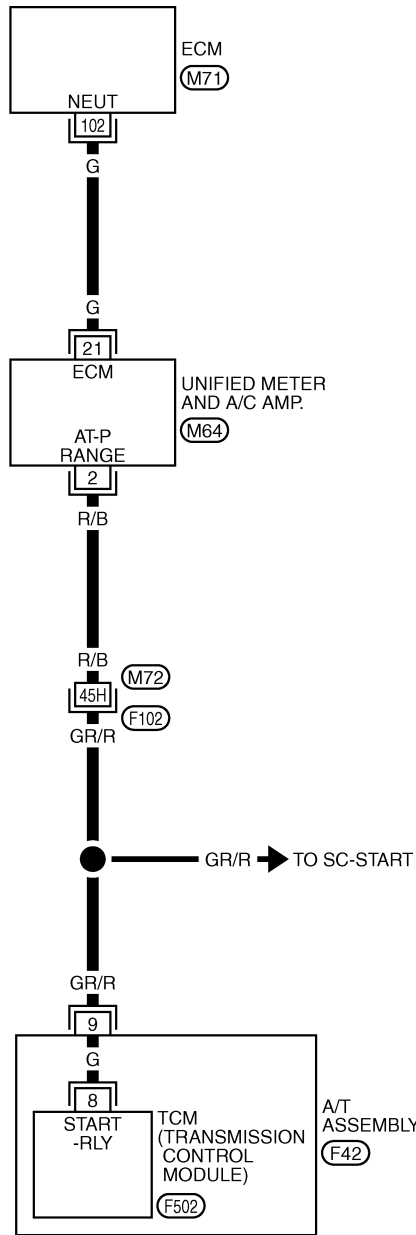 ECM
M71
NEUT
102
G
G
21
ECM
UNIFIED METER
AND A/C AMP.
M64
AT-P
RANGE
2
R/B
R/B
M72
45H
F102
GR/R
GR/R TO SC-START
GR/R
9
G
8
START
-RLY
TCM
(TRANSMISSION
CONTROL
MODULE)
F502
A/T
ASSEMBLY
F42